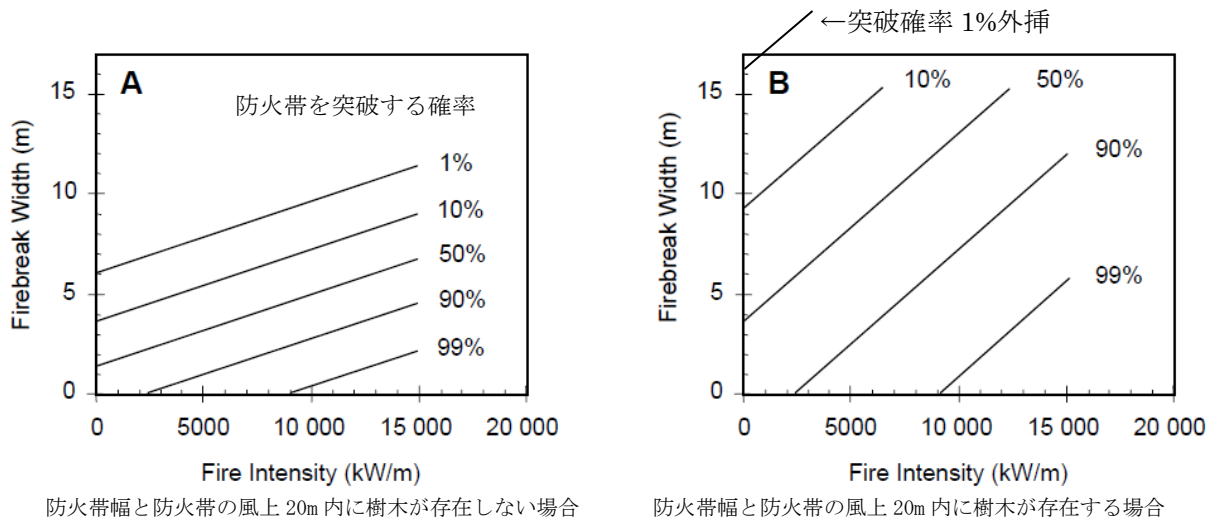 ←突破確率 1%外挿
A
防火帯を突破する確率
1%
10%
50%
90%
99%
15
10
5
0
Firebreak Width (m)
0 5000 10 000 15 000 20 000
Fire Intensity (kW/m)
防火帯幅と防火帯の風上 20m 内に樹木が存在しない場合
B
10%
50%
90%
99%
15
10
5
0
Firebreak Width (m)
0 5000 10 000 15 000 20 000
Fire Intensity (kW/m)
防火帯幅と防火帯の風上 20m 内に樹木が存在する場合